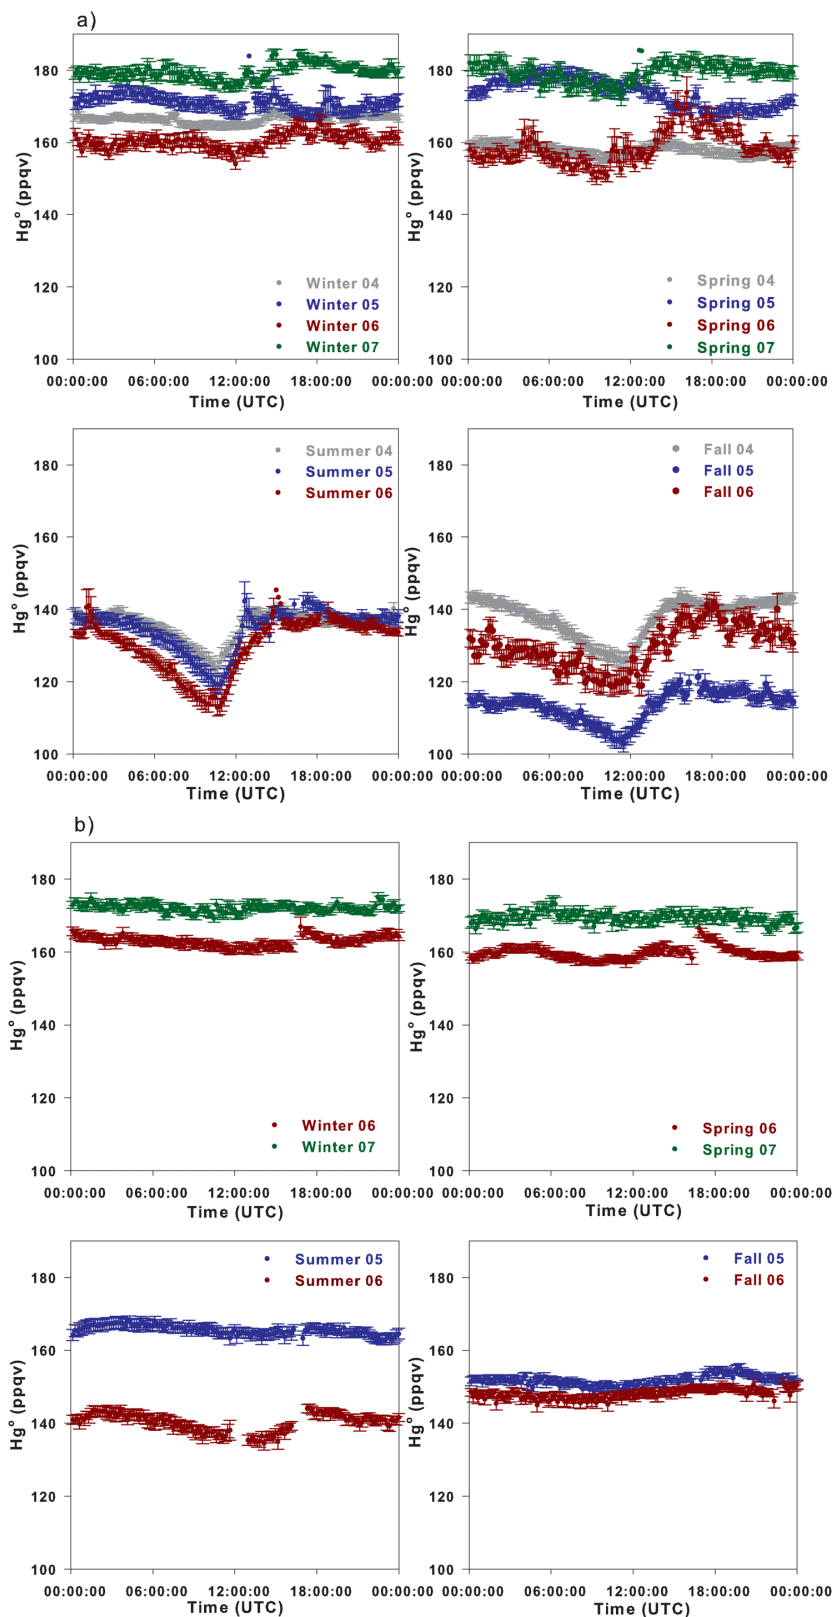 a)
180
160
140
120
100
Hg° (ppqv)
Winter 04
Winter 05
Winter 06
Winter 07
00:00:00 06:00:00 12:00:00 18:00:00 00:00:00
Time (UTC)
180
160
140
120
100
Hg° (ppqv)
Spring 04
Spring 05
Spring 06
Spring 07
00:00:00 06:00:00 12:00:00 18:00:00 00:00:00
Time (UTC)
180
160
140
120
100
Hg° (ppqv)
Summer 04
Summer 05
Summer 06
00:00:00 06:00:00 12:00:00 18:00:00 00:00:00
Time (UTC)
180
160
140
120
100
Hg° (ppqv)
Fall 04
Fall 05
Fall 06
00:00:00 06:00:00 12:00:00 18:00:00 00:00:00
Time (UTC)
b)
180
160
140
120
100
Hg° (ppqv)
Winter 06
Winter 07
00:00:00 06:00:00 12:00:00 18:00:00 00:00:00
Time (UTC)
180
160
140
120
100
Hg° (ppqv)
Spring 06
Spring 07
00:00:00 06:00:00 12:00:00 18:00:00 00:00:00
Time (UTC)
180
160
140
120
100
Hg° (ppqv)
Summer 05
Summer 06
00:00:00 06:00:00 12:00:00 18:00:00 00:00:00
Time (UTC)
180
160
140
120
100
Hg° (ppqv)
Fall 05
Fall 06
00:00:00 06:00:00 12:00:00 18:00:00 00:00:00
Time (UTC)